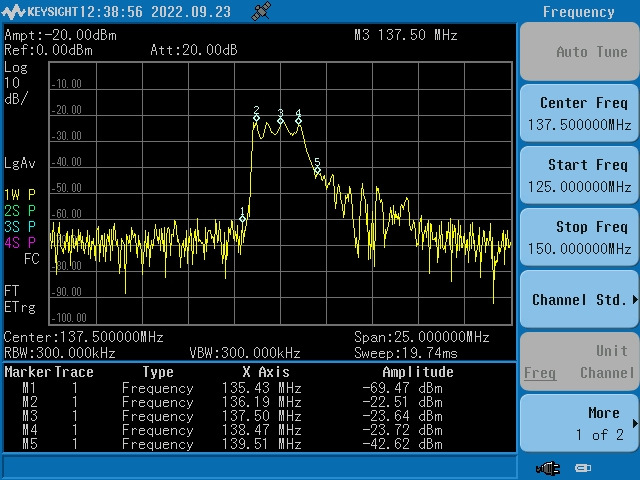 KEYSIGHT 12:38:56 2022.09.23
Frequency
Ampt:-20.00dBm
M3 137.50 MHz
Ref:0.00dBm Att:20.00dB
Log
10
dB/
LgAv
1W P
2S P
3S P
4S P
FC
FT
ETrg
-10.00
-20.00
-30.00
-40.00
-50.00
-60.00
-80.00
-90.00
-100.00
1
2
3
4
5
Center:137.500000MHz Span:25.000000MHz
RBW:300.000kHz VBW:300.000kHz Sweep:19.74ms
Marker Trace Type X Axis Amplitude
M1 1 Frequency 135.43 MHz -69.47 dBm
M2 1 Frequency 136.19 MHz -22.51 dBm
M3 1 Frequency 137.50 MHz -23.64 dBm
M4 1 Frequency 138.47 MHz -23.72 dBm
M5 1 Frequency 139.51 MHz -42.62 dBm
Auto Tune
Center Freq
137.500000MHz
Start Freq
125.000000MHz
Stop Freq
150.000000MHz
Channel Std.
Unit
Freq Channel
More
1 of 2